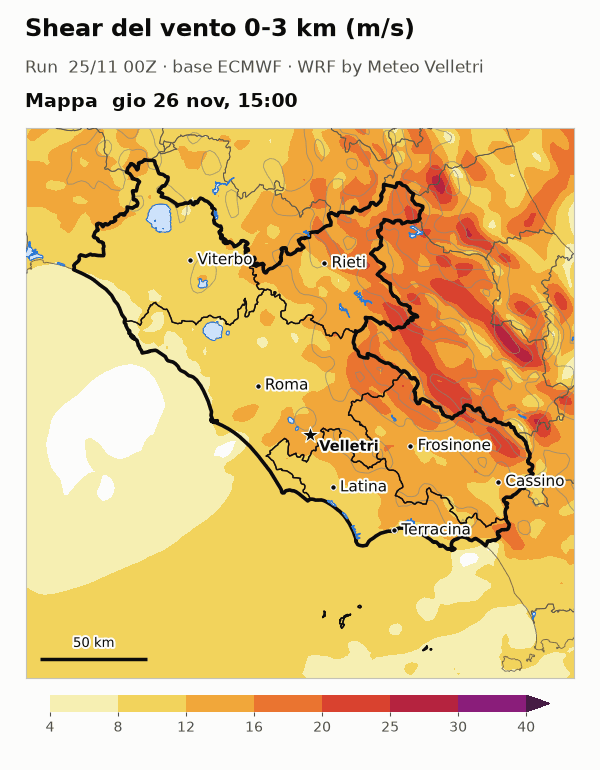 Shear del vento 0-3 km (m/s)
Run  25/11 00Z · base ECMWF · WRF by Meteo Velletri
Mappa  gio 26 nov, 15:00
Viterbo
Rieti
Roma
Velletri
Frosinone
Latina
Cassino
Terracina
50 km
4 8 12 16 20 25 30 40